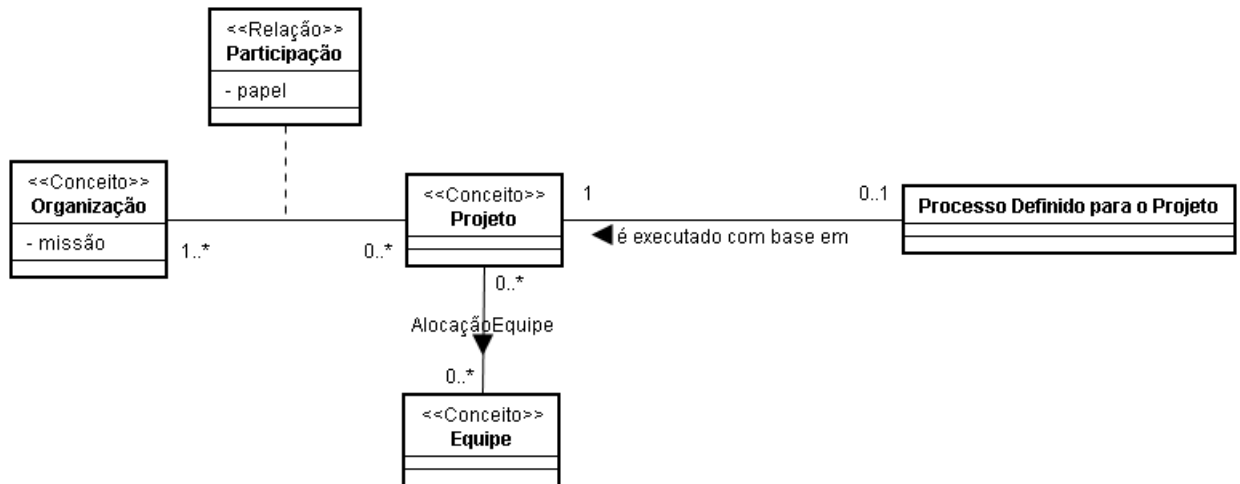 <<Relação>>
Participação
- papel
<<Conceito>>
Organização
- missão
1..*
0..*
<<Conceito>>
Projeto
1
0..1
é executado com base em
Processo Definido para o Projeto
0..*
AlocaçãoEquipe
0..*
<<Conceito>>
Equipe